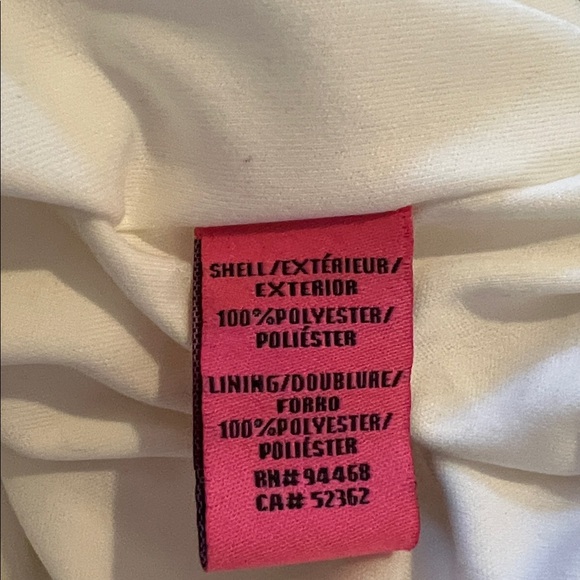 SHELL/EXTÉRIEUR/
EXTERIOR
100%POLYESTER/
POLIÉSTER
LINING/DOUBLURE/
FORRO
100%POLYESTER/
POLIÉSTER
RN# 94468
CA# 52362